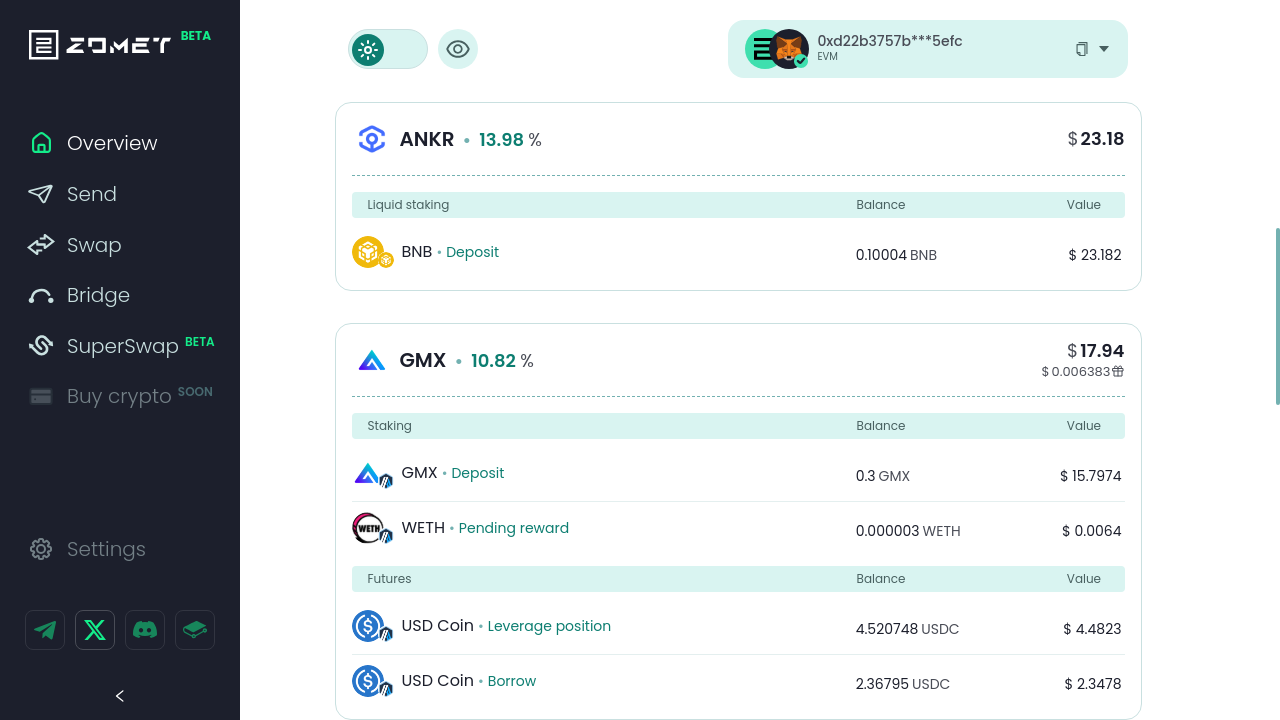 ZOMET BETA
Overview
Send
Swap
Bridge
SuperSwap BETA
Buy crypto SOON
Settings
0xd22b3757b***5efc
EVM
ANKR • 13.98 %
$ 23.18
Liquid staking Balance Value
BNB • Deposit 0.10004 BNB $ 23.182
GMX • 10.82 %
$ 17.94
$ 0.006383
Staking Balance Value
GMX • Deposit 0.3 GMX $ 15.7974
WETH
WETH • Pending reward 0.000003 WETH $ 0.0064
Futures Balance Value
USD Coin • Leverage position 4.520748 USDC $ 4.4823
USD Coin • Borrow 2.36795 USDC $ 2.3478